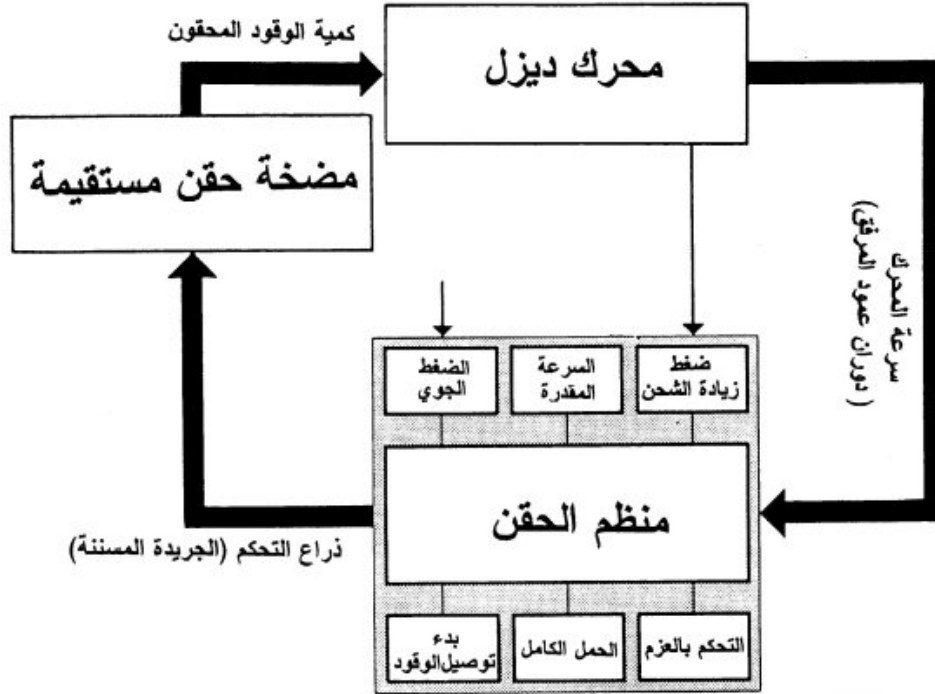 كمية الوقود المحقون
محرك ديزل
مضخة حقن مستقيمة
سرعة المحرك
( دوران عمود المرفق)
ضغط
زيادة الشحن
السرعة
المقدرة
الضغط
الجوي
منظم الحقن
ذراع التحكم (الجريدة المسننة)
التحكم بالعزم
الحمل الكامل
بدء
توصيل الوقود